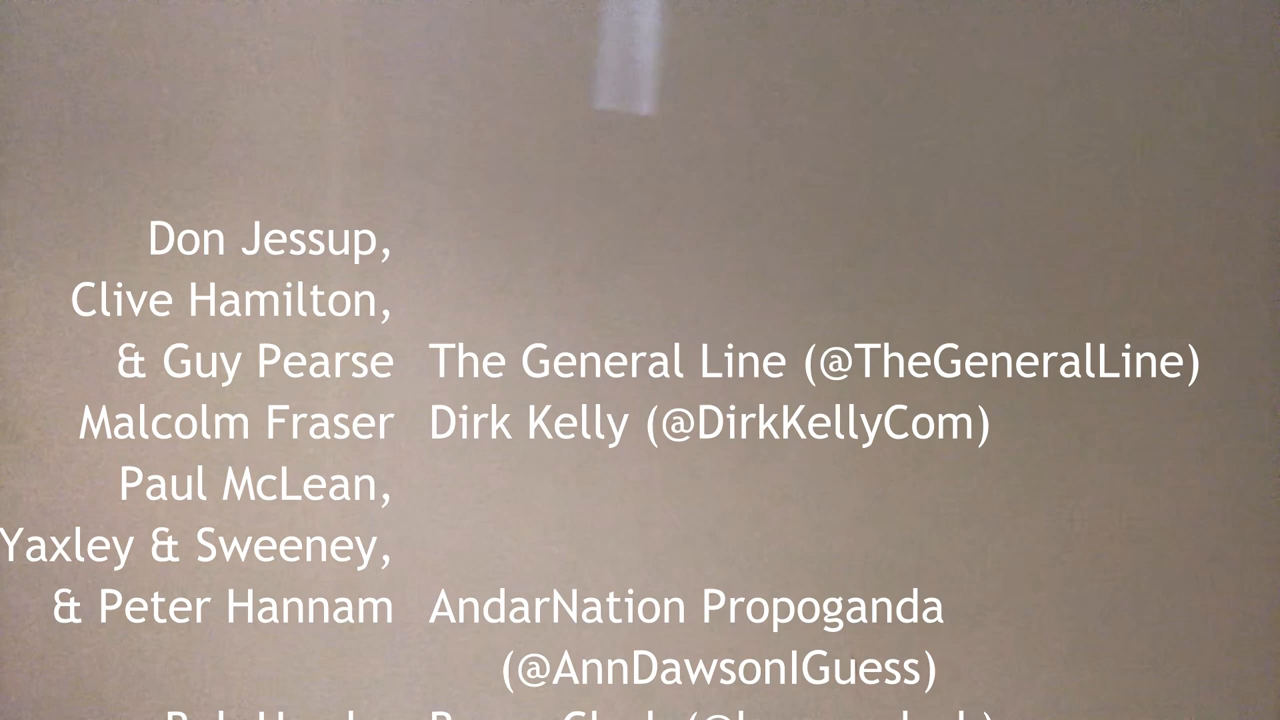 Don Jessup,
Clive Hamilton,
& Guy Pearse The General Line (@TheGeneralLine)
Malcolm Fraser Dirk Kelly (@DirkKellyCom)
Paul McLean,
Yaxley & Sweeney,
& Peter Hannam AndarNation Propoganda
(@AnnDawsonIGuess)